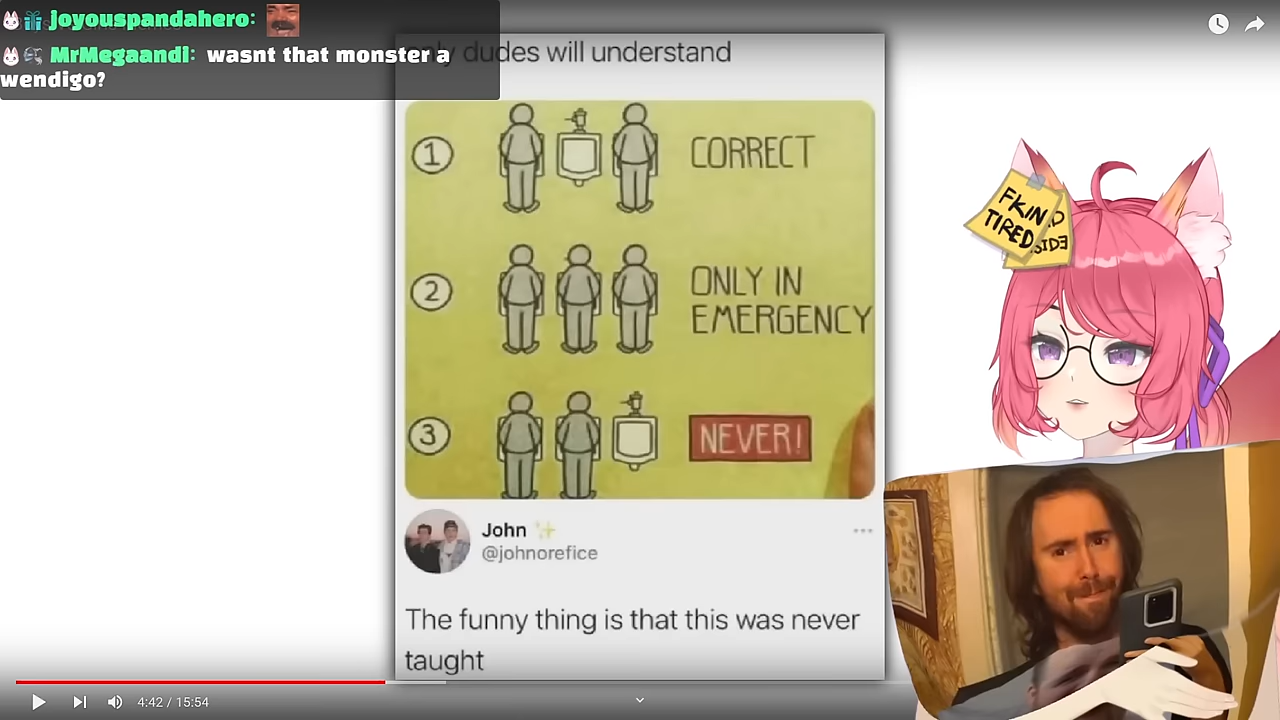 joyouspandahero:
MrMegaandi: wasnt that monster a
wendigo?
dudes will understand
1 CORRECT
2 ONLY IN
EMERGENCY
3 NEVER!
John
@johnorefice
The funny thing is that this was never
taught
FKIN
TIRED
4:42 / 15:54